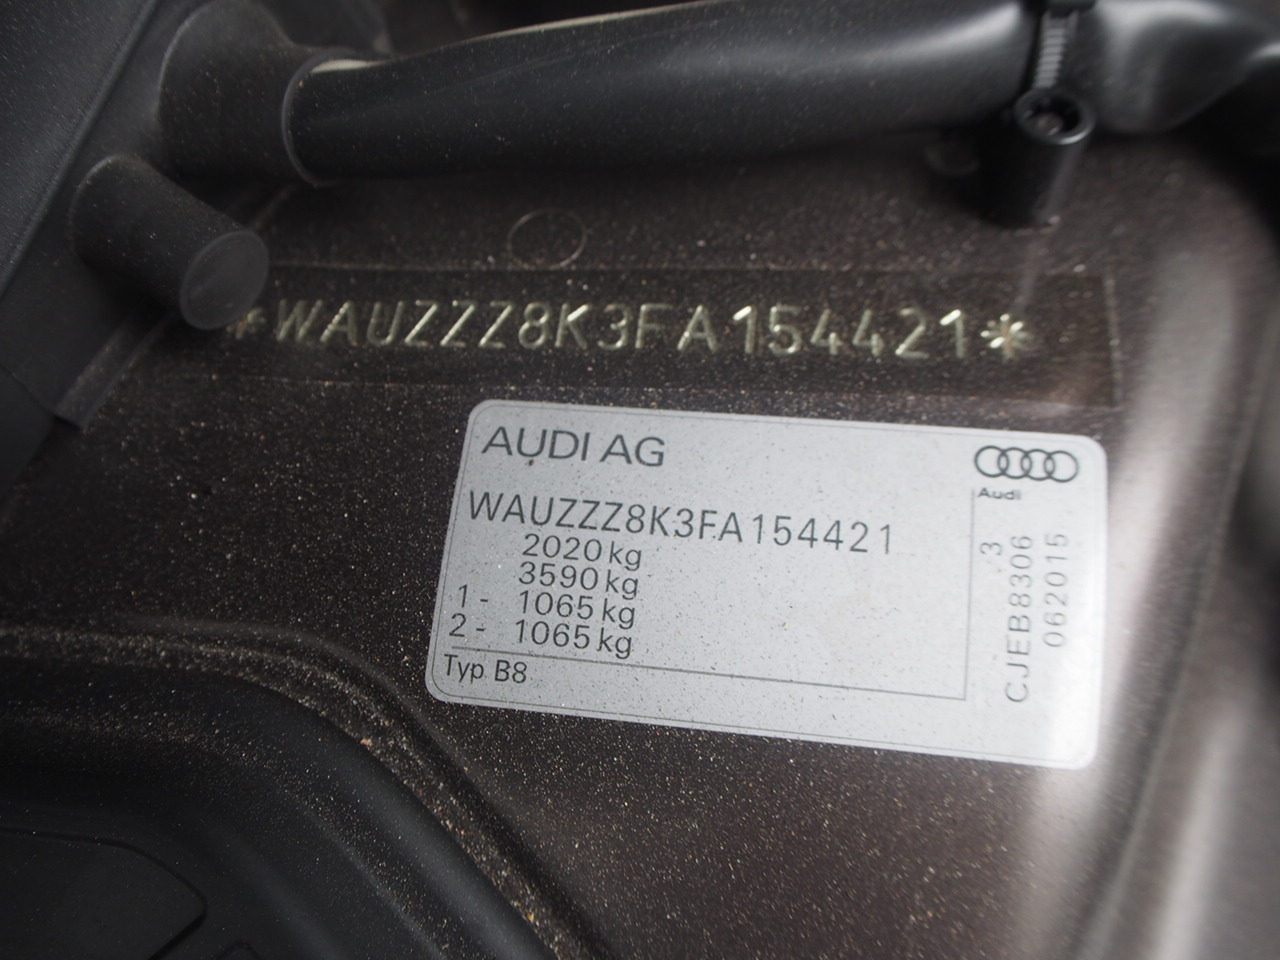 *WAUZZZ8K3FA154421*
AUDI AG
Audi
WAUZZZ8K3FA154421
2020 kg
3590 kg
1 - 1065 kg
2 - 1065 kg
Typ B8
3
CJEB8306
062015